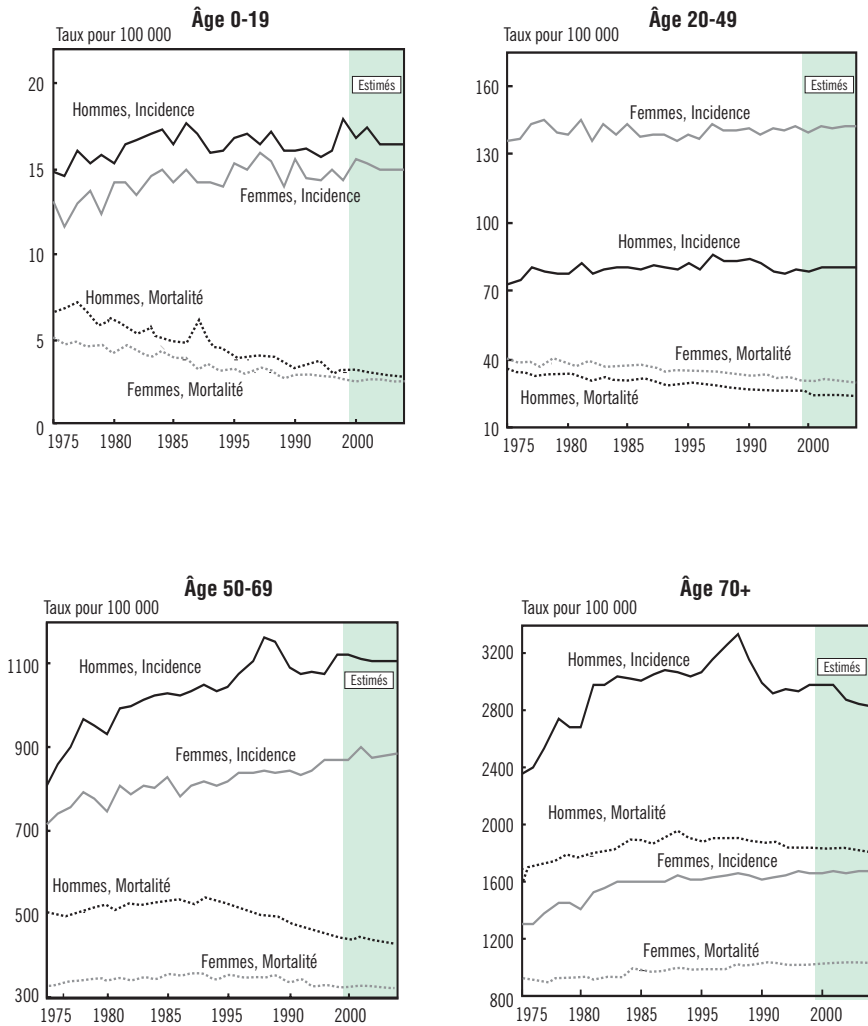 Âge 0-19
Taux pour 100 000
20
15
10
5
0
Estimés
Hommes, Incidence
Femmes, Incidence
Hommes, Mortalité
Femmes, Mortalité
1975 1980 1985 1995 1990 2000
Âge 20-49
Taux pour 100 000
160
130
100
70
40
10
Estimés
Femmes, Incidence
Hommes, Incidence
Femmes, Mortalité
Hommes, Mortalité
1975 1980 1985 1995 1990 2000
Âge 50-69
Taux pour 100 000
1100
900
700
500
300
Hommes, Incidence
Estimés
Femmes, Incidence
Hommes, Mortalité
Femmes, Mortalité
1975 1980 1985 1990 2000
Âge 70+
Taux pour 100 000
3200
2800
2400
2000
1600
1200
800
Hommes, Incidence
Estimés
Hommes, Mortalité
Femmes, Incidence
Femmes, Mortalité
1975 1980 1985 1995 1990 2000